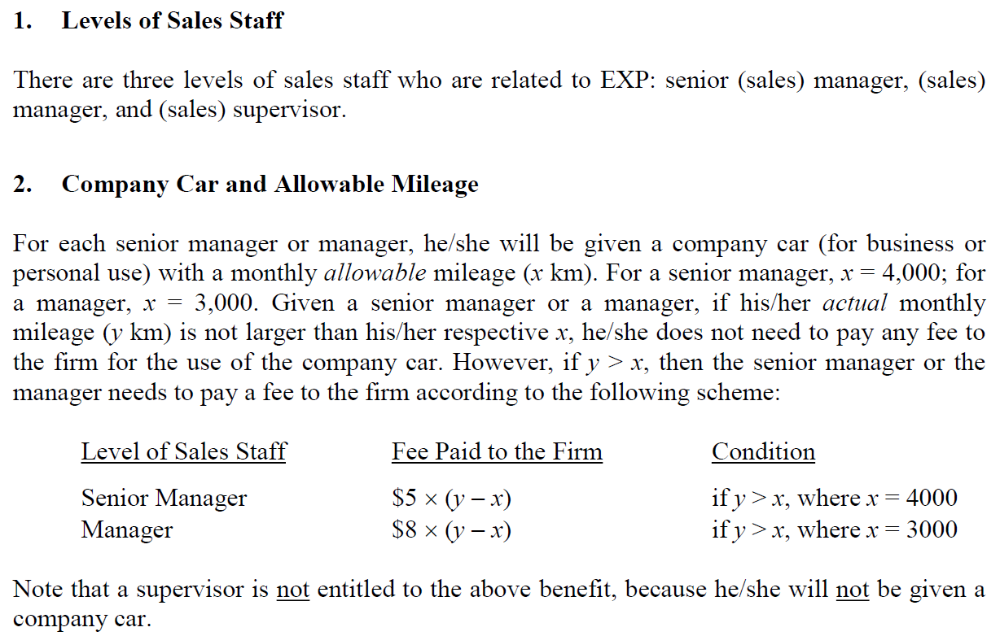 1. Levels of Sales Staff
There are three levels of sales staff who are related to EXP: senior (sales) manager, (sales)
manager, and (sales) supervisor.
2. Company Car and Allowable Mileage
For each senior manager or manager, he/she will be given a company car (for business or
personal use) with a monthly allowable mileage (x km). For a senior manager, x = 4,000; for
a manager, x = 3,000. Given a senior manager or a manager, if his/her actual monthly
mileage (y km) is not larger than his/her respective x, he/she does not need to pay any fee to
the firm for the use of the company car. However, if y > x, then the senior manager or the
manager needs to pay a fee to the firm according to the following scheme:
Level of Sales Staff Fee Paid to the Firm Condition
Senior Manager $5 × (y – x) if y > x, where x = 4000
Manager $8 × (y – x) if y > x, where x = 3000
Note that a supervisor is not entitled to the above benefit, because he/she will not be given a
company car.